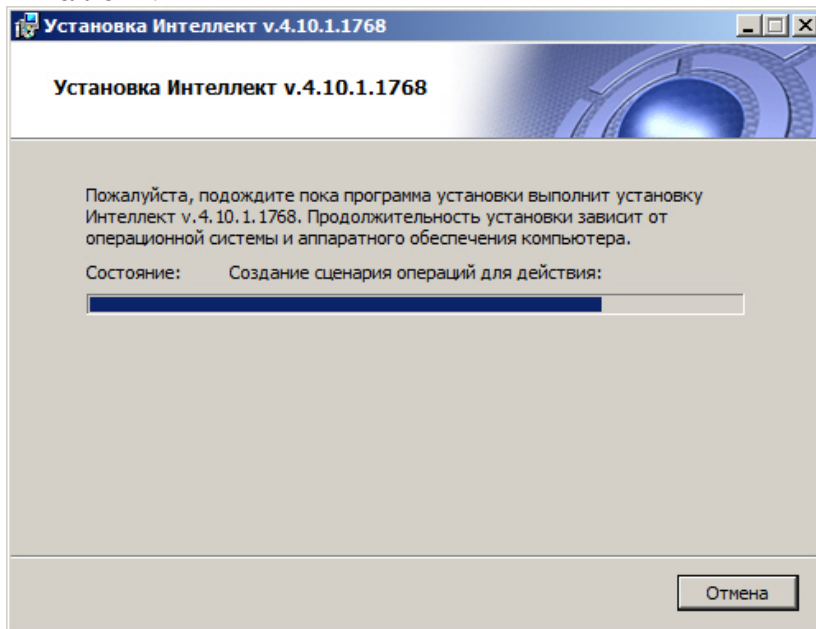 Установка Интеллект v.4.10.1.1768
Установка Интеллект v.4.10.1.1768
Пожалуйста, подождите пока программа установки выполнит установку
Интеллект v.4.10.1.1768. Продолжительность установки зависит от
операционной системы и аппаратного обеспечения компьютера.
Состояние: Создание сценария операций для действия:
Отмена